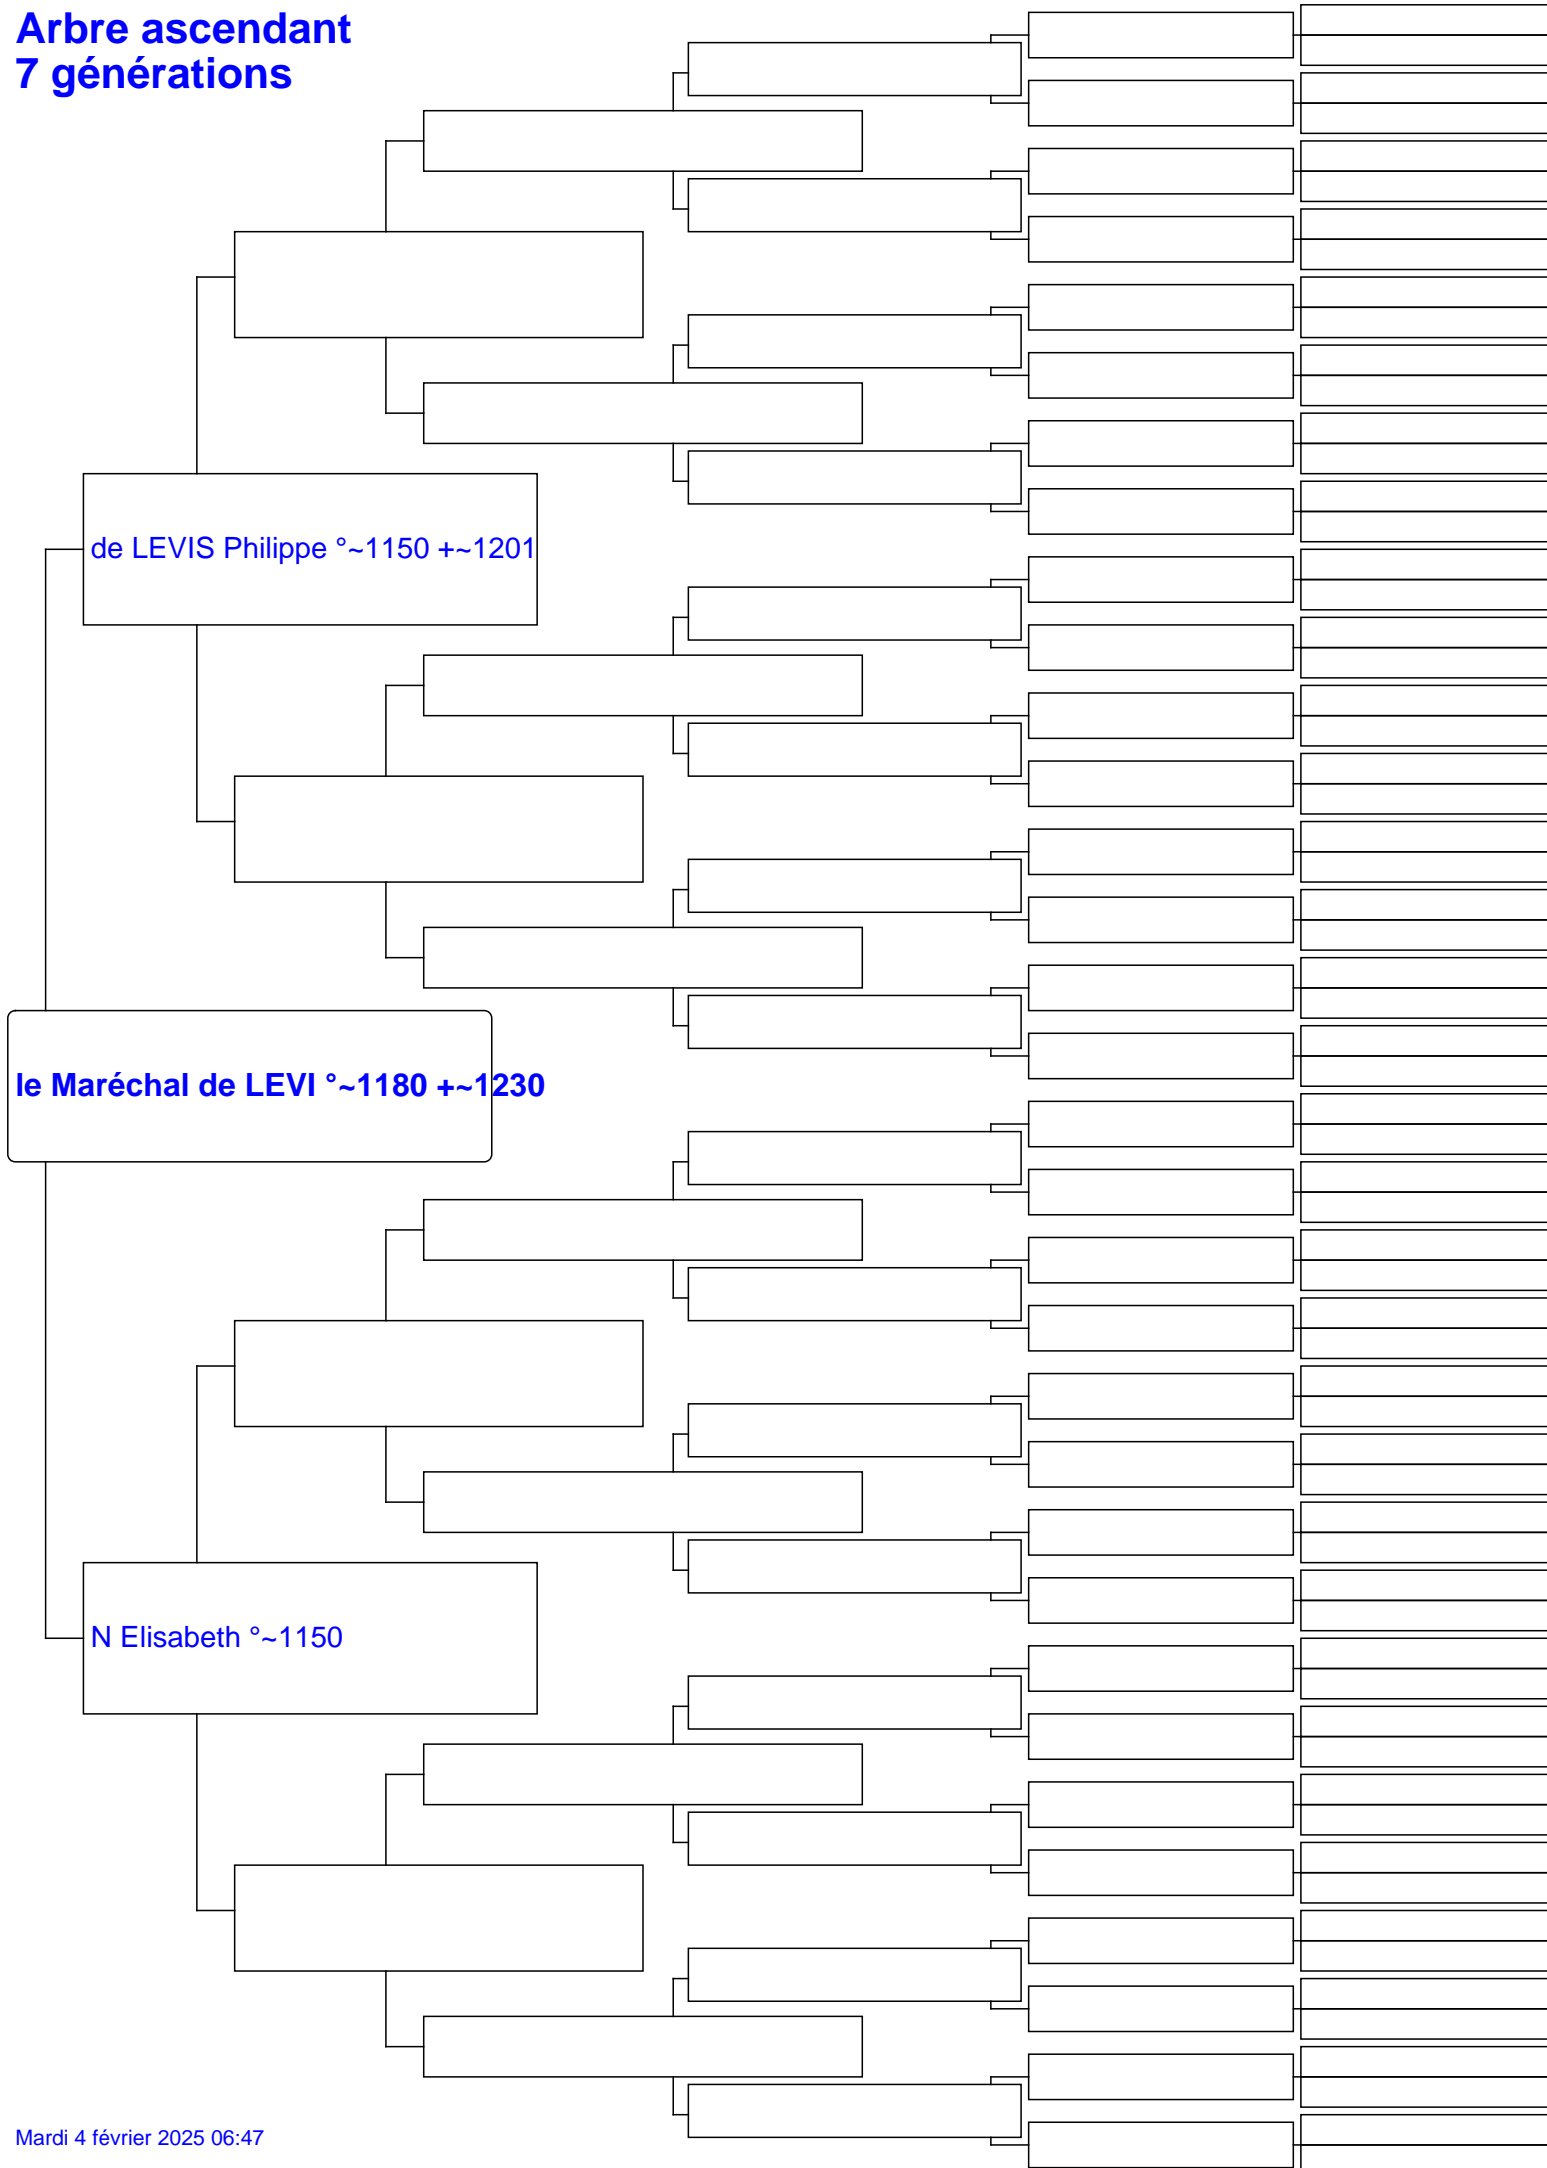 Arbre ascendant
7 générations
de LEVIS Philippe °~1150 +~1201
le Maréchal de LEVI °~1180 +~1230
N Elisabeth °~1150
Mardi 4 février 2025 06:47